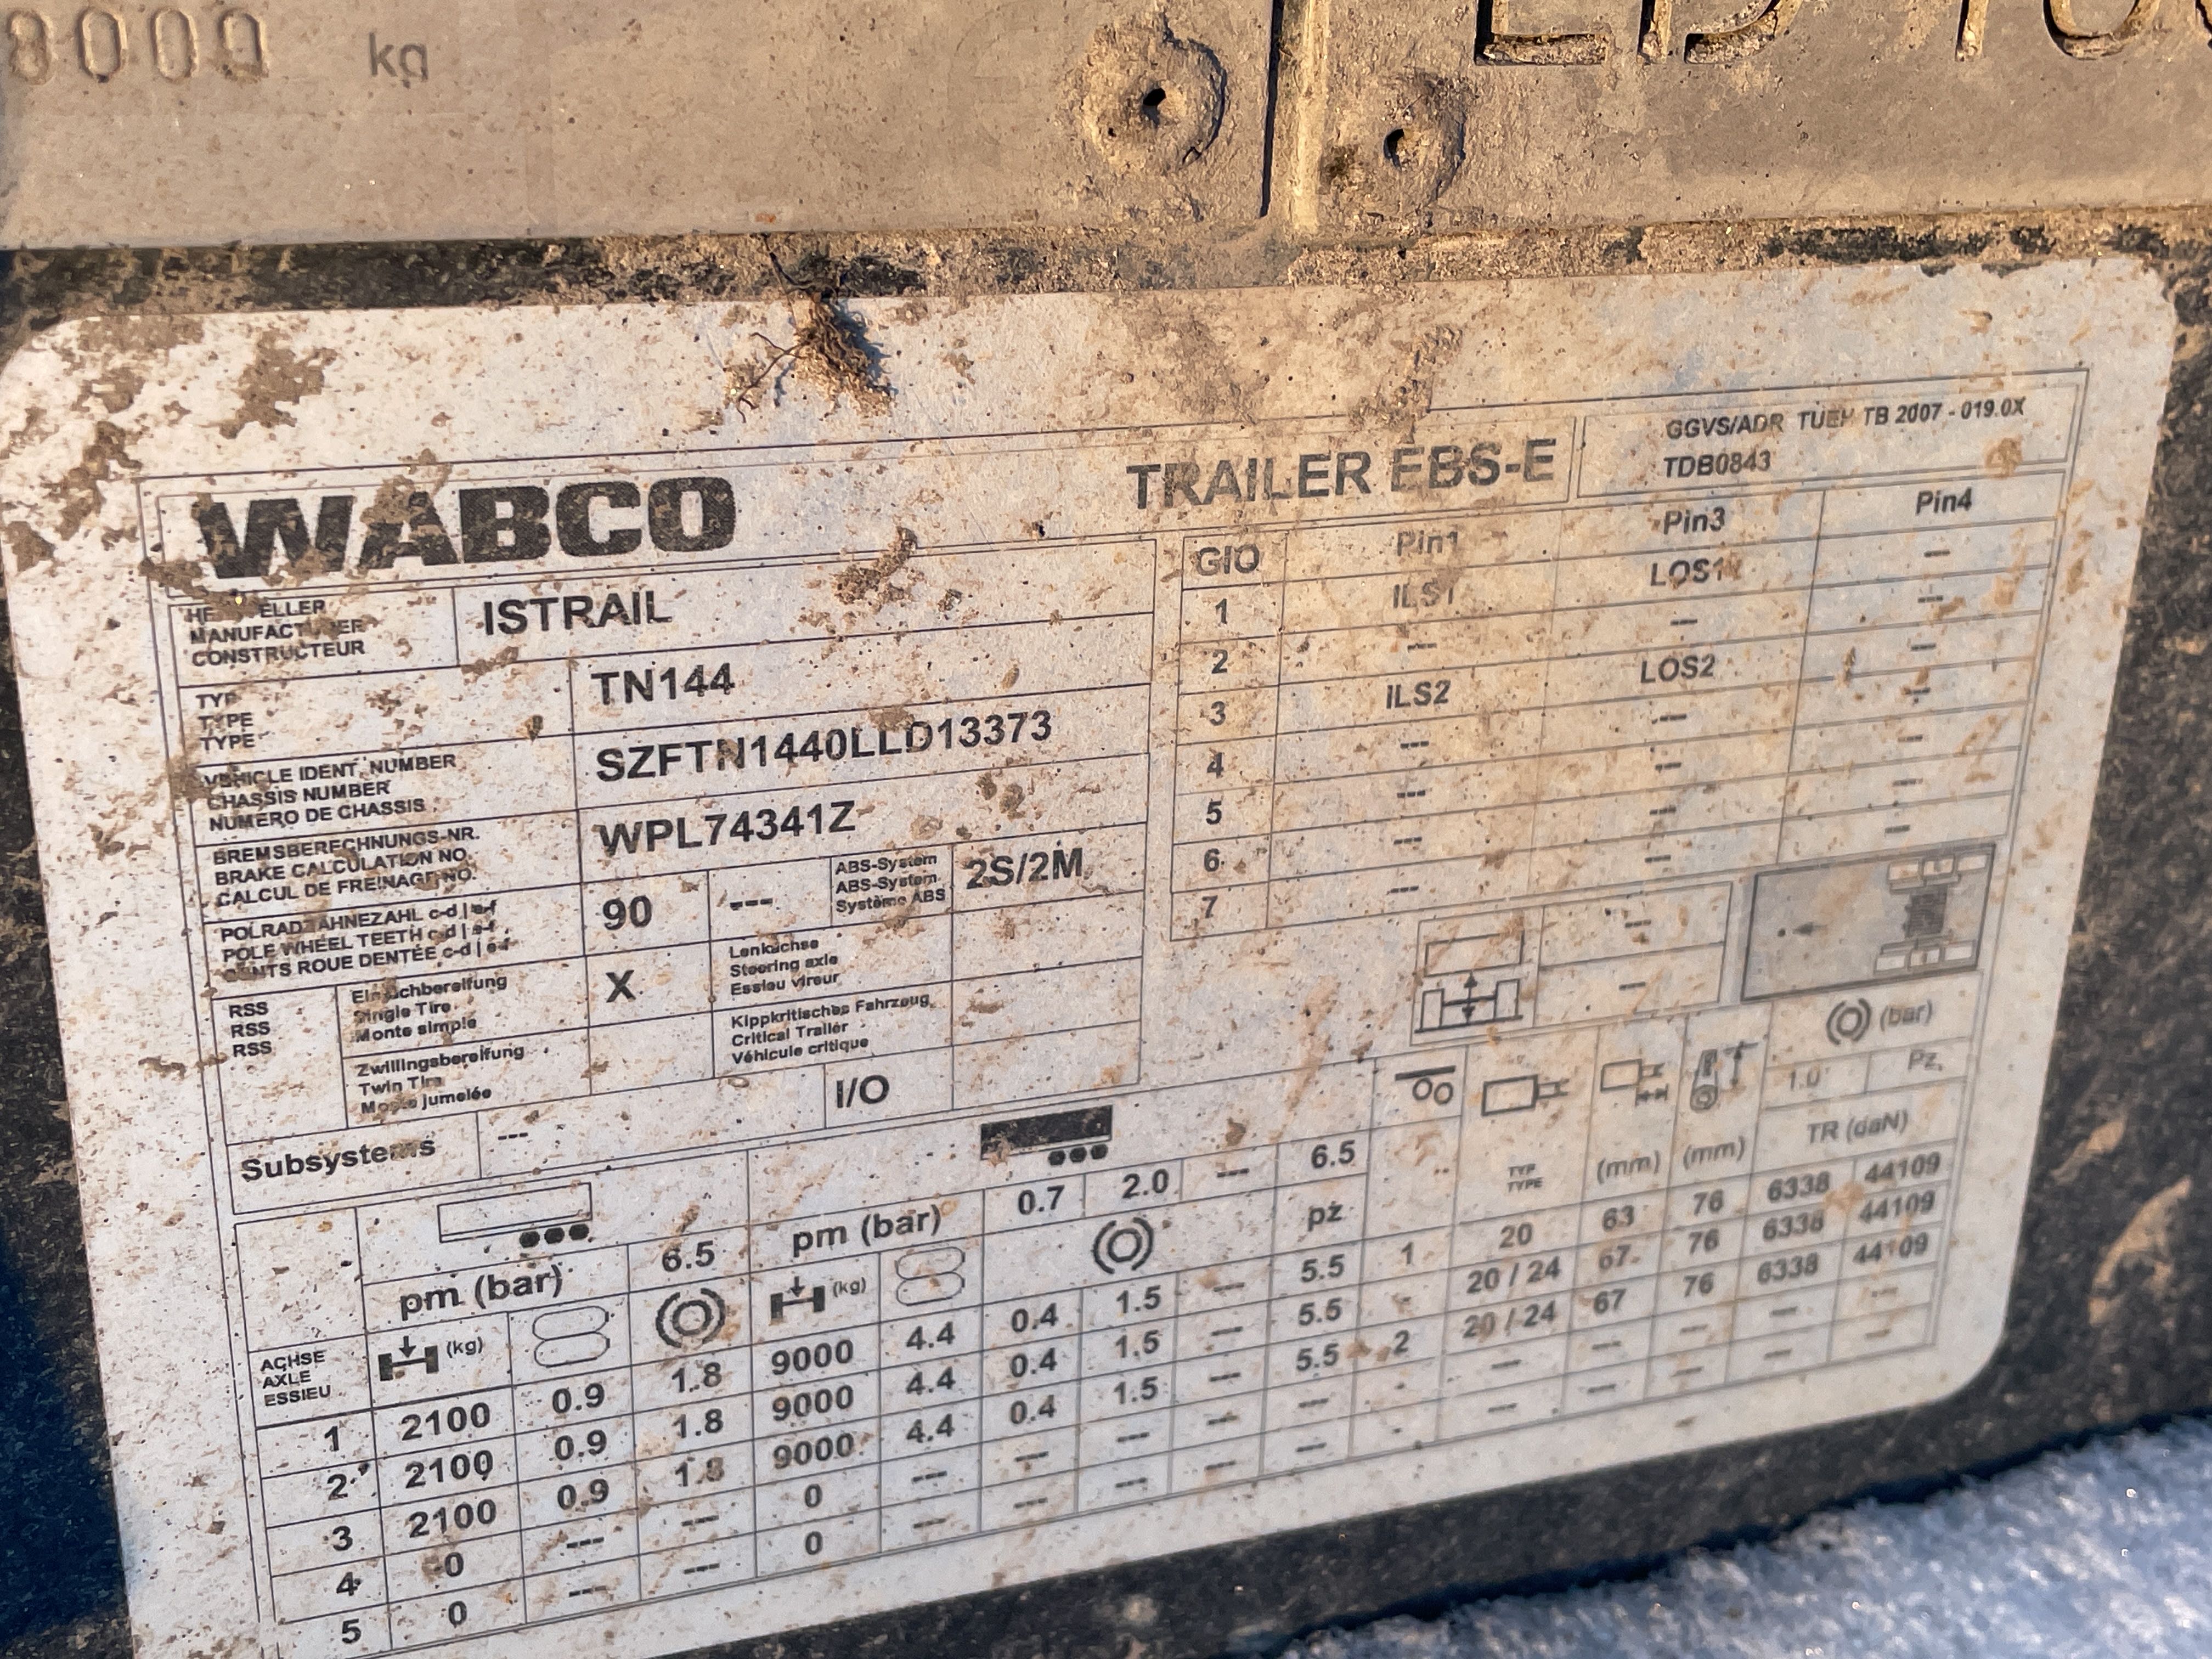 8000 kg
WABCO
TRAILER EBS-E
GGVS/ADR TUEH TB 2007 - 019.0X
TDB0843
HERSTELLER
MANUFACTURER
CONSTRUCTEUR
ISTRAIL
TYP
TYPE
TYPE
TN144
VEHICLE IDENT. NUMBER
CHASSIS NUMBER
NUMERO DE CHASSIS
SZFTN1440LLD13373
BREMSBERECHNUNGS-NR.
BRAKE CALCULATION NO.
CALCUL DE FREINAGE NO.
WPL74341Z
POLRADZAHNEZAHL c-d | e-f
POLE WHEEL TEETH c-d | e-f
DENTS ROUE DENTÉE c-d | e-f
90 ---
ABS-System
ABS-System
Système ABS
2S/2M
RSS
RSS
RSS
Einfachbereifung
Single Tire
Monte simple
X
Lenkachse
Steering axle
Essieu vireur
Zwillingsbereifung
Twin Tire
Monte jumelée
Kippkritisches Fahrzeug
Critical Trailer
Véhicule critique
Subsystems --- I/O
GIO Pin1 Pin3 Pin4
1 ILS1 LOS1 ---
2 --- --- ---
3 ILS2 LOS2 ---
4 --- --- ---
5 --- --- ---
6 --- --- ---
7 --- --- ---
---
---
(bar)
1.0 Pz
TR (daN)
pm (bar) 6.5 pm (bar) 0.7 2.0 --- 6.5
pz
TYP
TYPE
(mm) (mm)
ACHSE
AXLE
ESSIEU
(kg) (kg)
1 2100 0.9 1.8 9000 4.4 0.4 1.5 --- 5.5 1 20 63 76 6338 44109
2 2100 0.9 1.8 9000 4.4 0.4 1.5 --- 5.5 - 20 / 24 67 76 6338 44109
3 2100 0.9 1.8 9000 4.4 0.4 1.5 --- 5.5 2 20 / 24 67 76 6338 44109
4 0 --- --- 0 --- --- --- --- --- - --- --- --- --- ---
5 0 --- --- 0 --- --- --- --- --- - --- --- --- --- ---